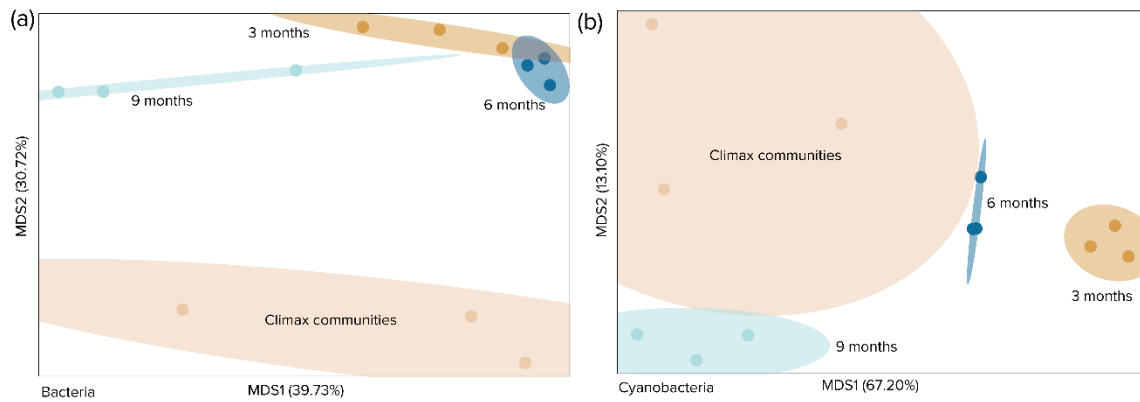 (a)
3 months
9 months
6 months
Climax communities
MDS2 (30.72%)
Bacteria
MDS1 (39.73%)
(b)
Climax communities
6 months
3 months
9 months
MDS2 (13.10%)
Cyanobacteria
MDS1 (67.20%)